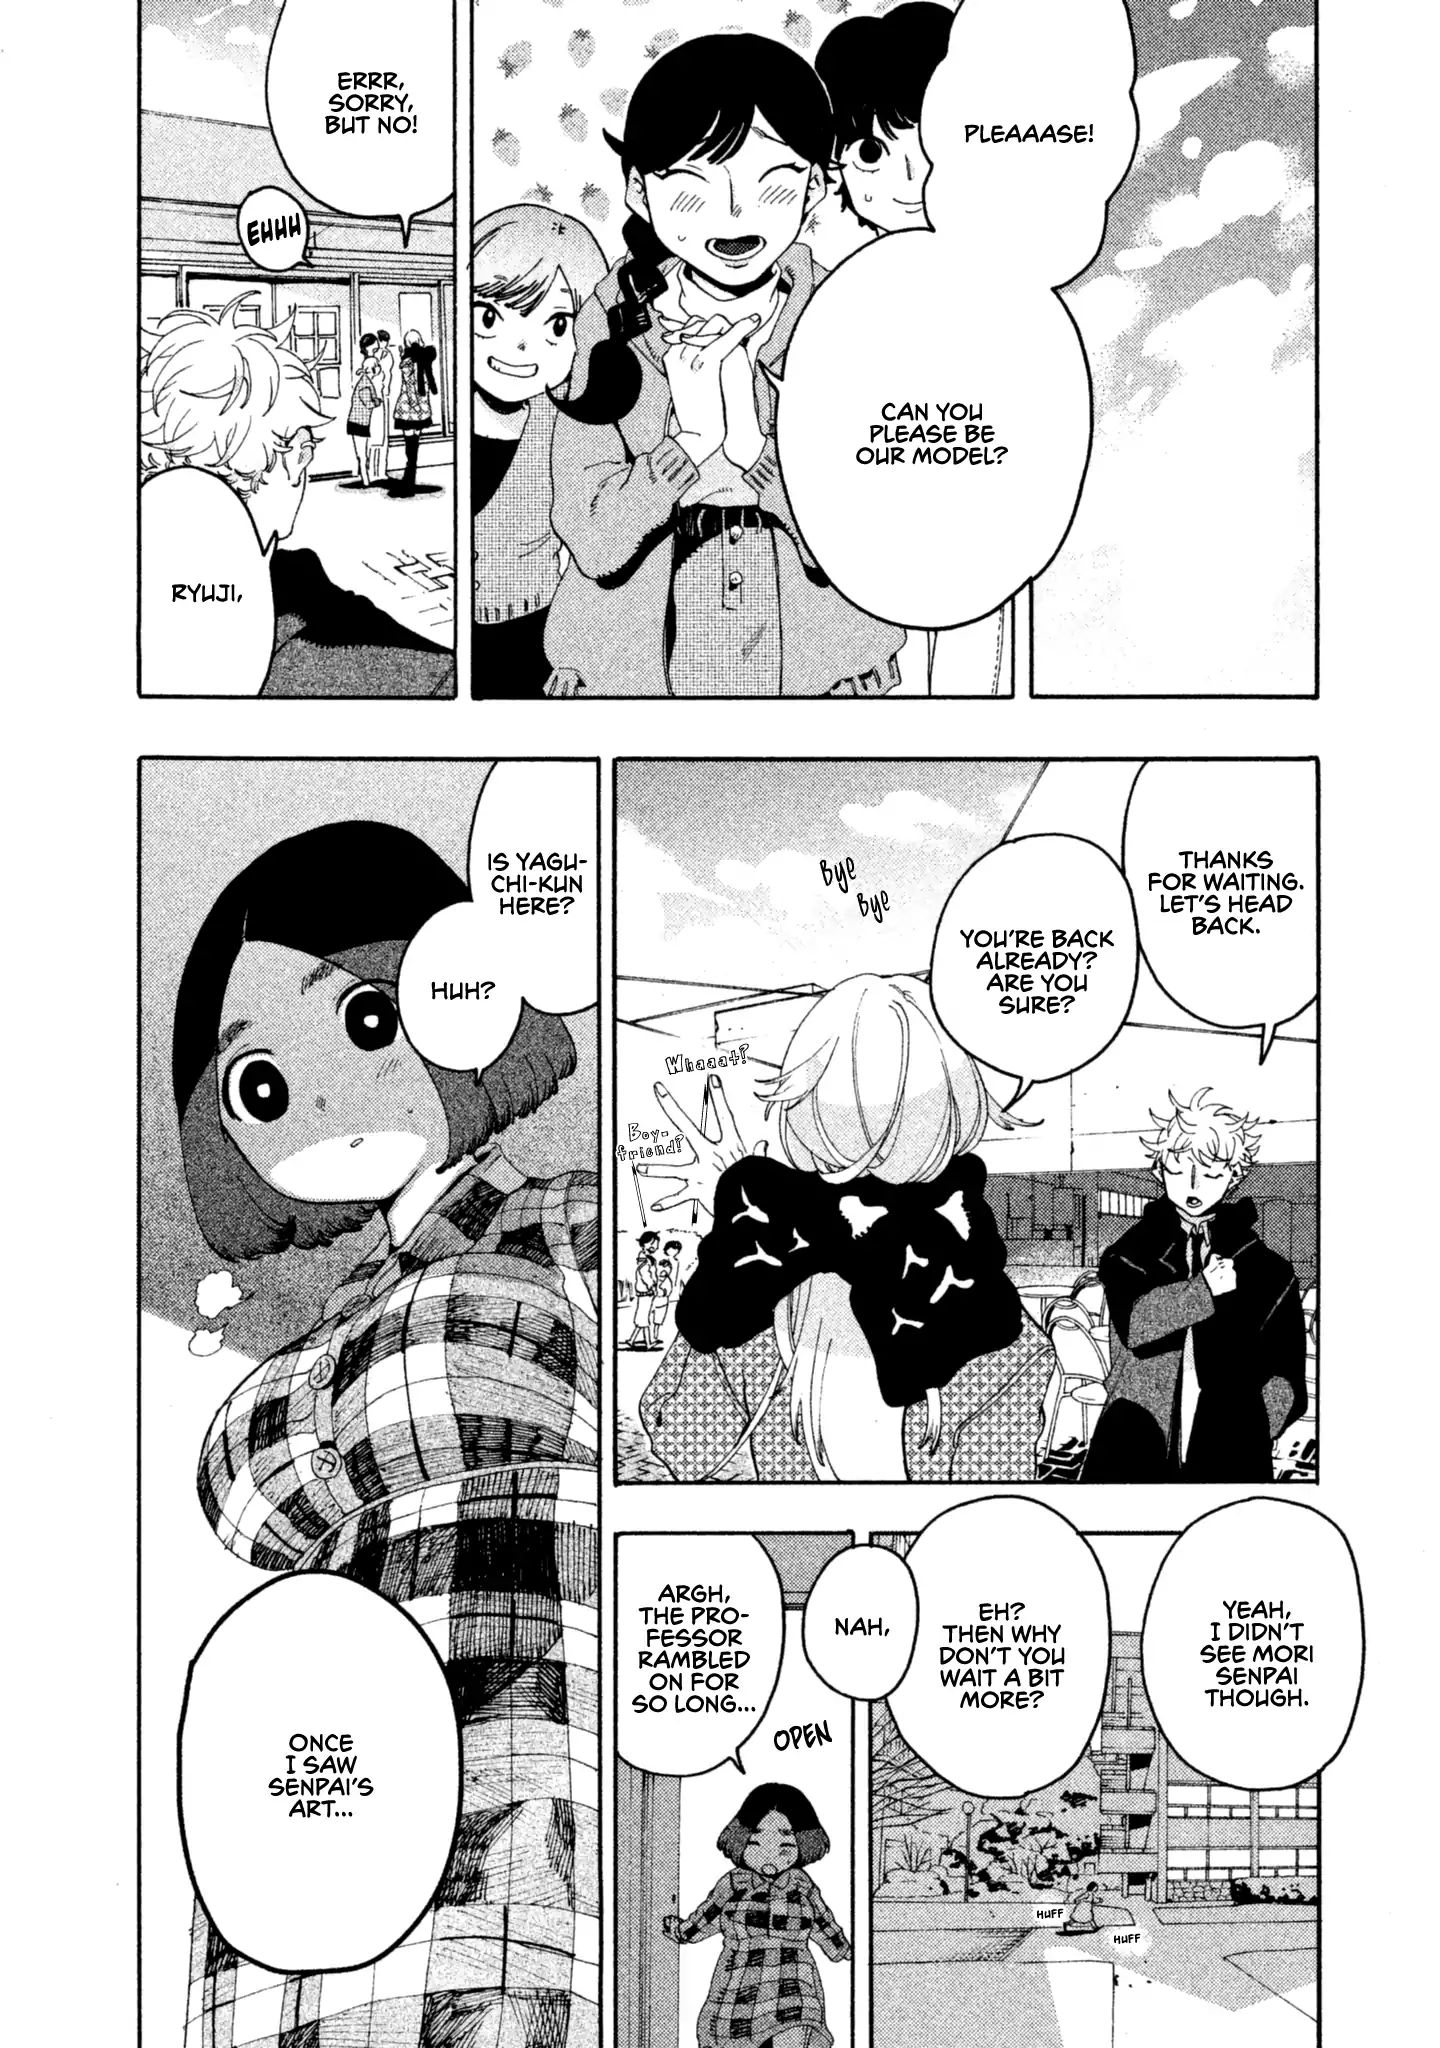 PLEAAASE!
CAN YOU
PLEASE BE
OUR MODEL?
ERRR,
SORRY,
BUT NO!
EHHH
RYUJI,
THANKS
FOR WAITING.
LET'S HEAD
BACK.
YOU'RE BACK
ALREADY?
ARE YOU
SURE?
Bye
Bye
Whaaat?
Boy-
friend?
YEAH,
I DIDN'T
SEE MORI
SENPAI
THOUGH.
EH?
THEN WHY
DON'T YOU
WAIT A BIT
MORE?
NAH,
HUFF
HUFF
ARGH,
THE PRO-
FESSOR
RAMBLED
ON FOR
SO LONG...
OPEN
IS YAGU-
CHI-KUN
HERE?
HUH?
ONCE
I SAW
SENPAI'S
ART...